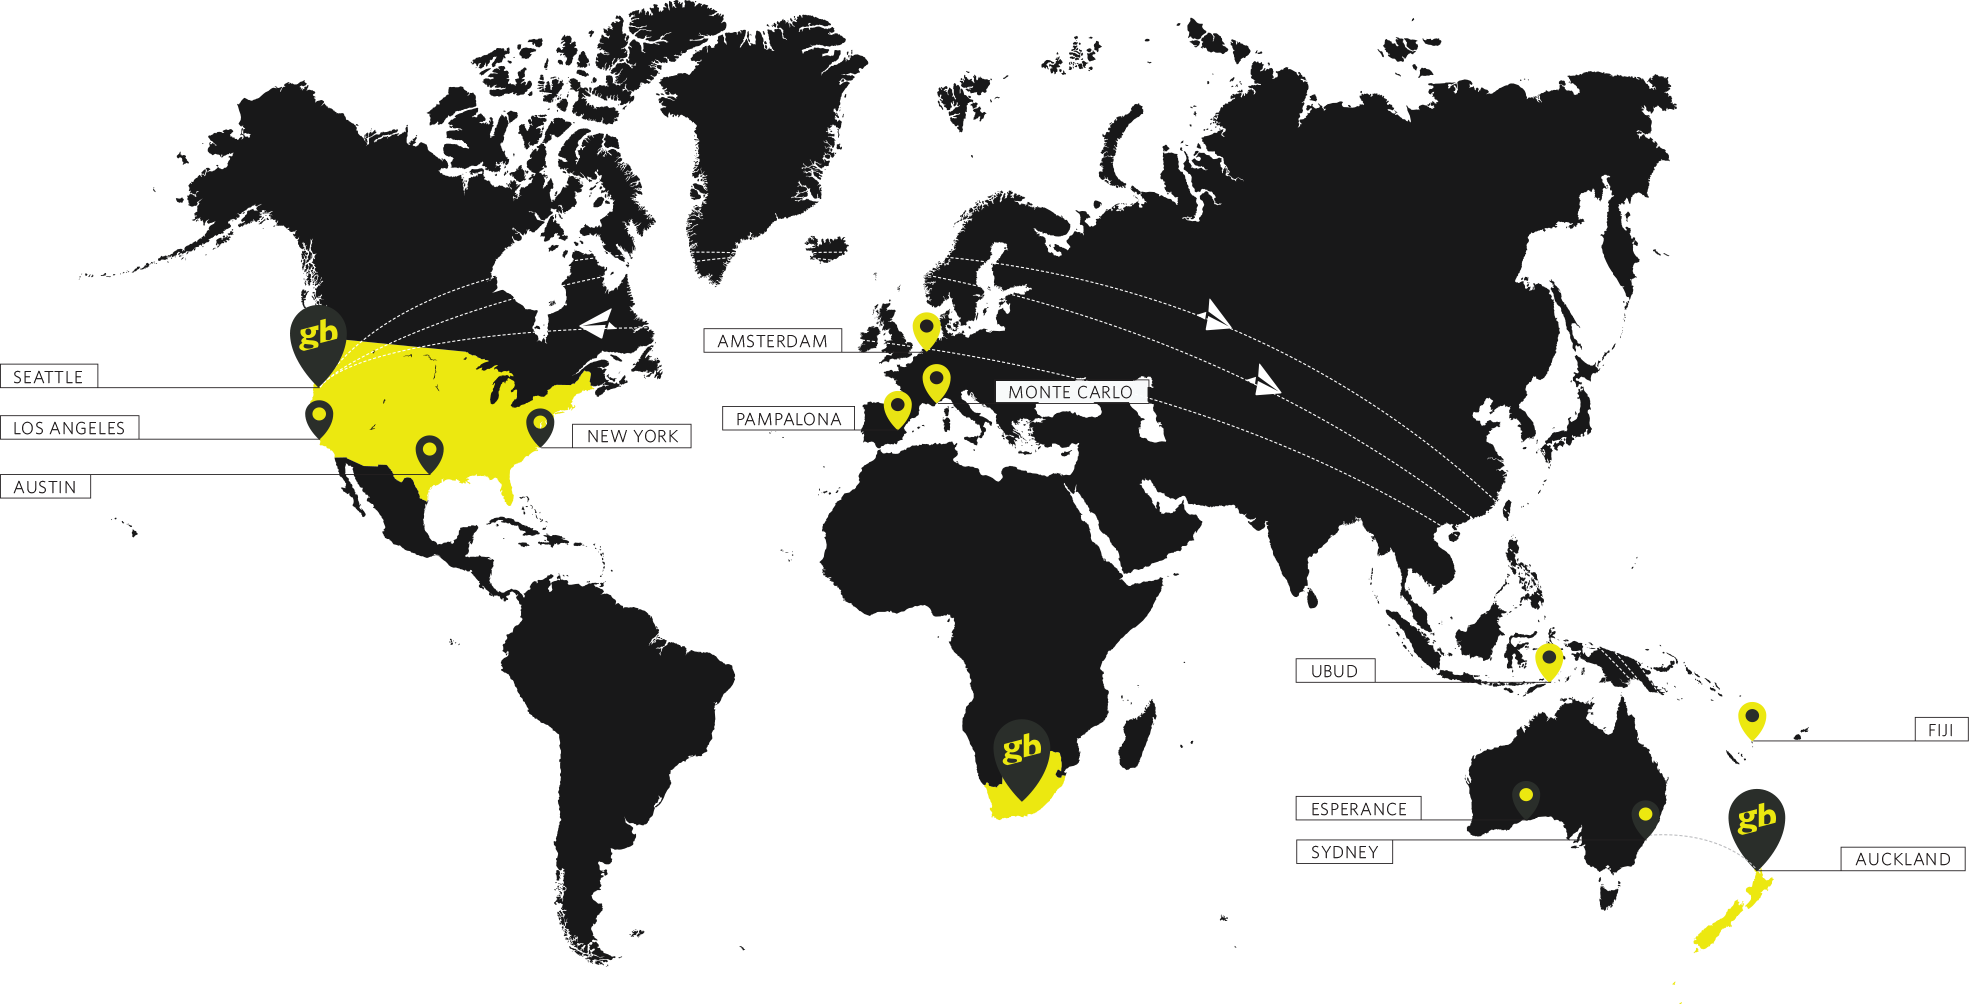 gb
SEATTLE
LOS ANGELES
AUSTIN
NEW YORK
AMSTERDAM
MONTE CARLO
PAMPALONA
gb
UBUD
FIJI
ESPERANCE
SYDNEY
gb
AUCKLAND